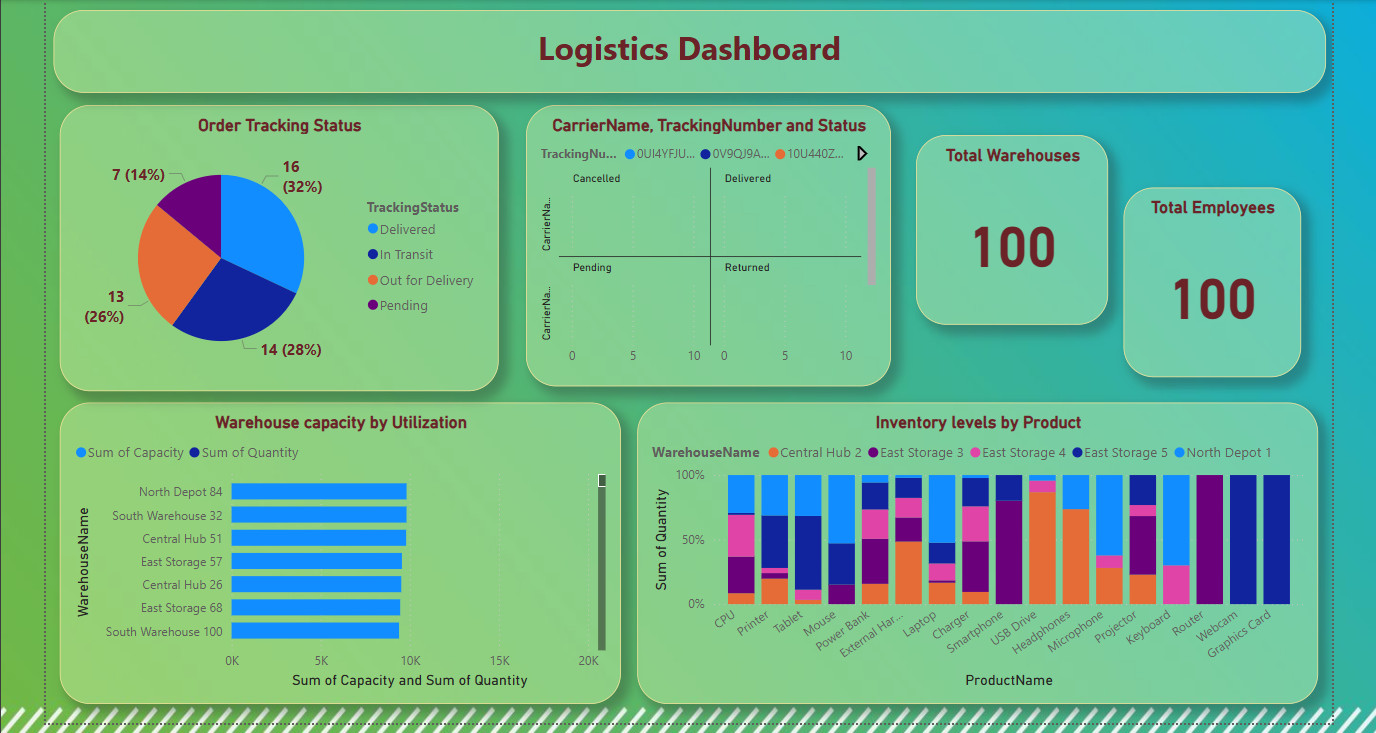 Logistics Dashboard
Order Tracking Status
16
(32%)
7 (14%)
13
(26%)
14 (28%)
TrackingStatus
Delivered
In Transit
Out for Delivery
Pending
CarrierName, TrackingNumber and Status
TrackingNu... 0UI4YFJU... 0V9QJ9A... 10U440Z...
Cancelled Delivered
CarrierNa...
Pending Returned
CarrierNa...
0 5 10 0 5 10
Total Warehouses
100
Total Employees
100
Warehouse capacity by Utilization
Sum of Capacity Sum of Quantity
WarehouseName
North Depot 84
South Warehouse 32
Central Hub 51
East Storage 57
Central Hub 26
East Storage 68
South Warehouse 100
0K 5K 10K 15K 20K
Sum of Capacity and Sum of Quantity
Inventory levels by Product
WarehouseName Central Hub 2 East Storage 3 East Storage 4 East Storage 5 North Depot 1
Sum of Quantity
100%
50%
0%
CPU
Printer
Tablet
Mouse
Power Bank
External Har...
Laptop
Charger
Smartphone
USB Drive
Headphones
Microphone
Projector
Keyboard
Router
Webcam
Graphics Card
ProductName